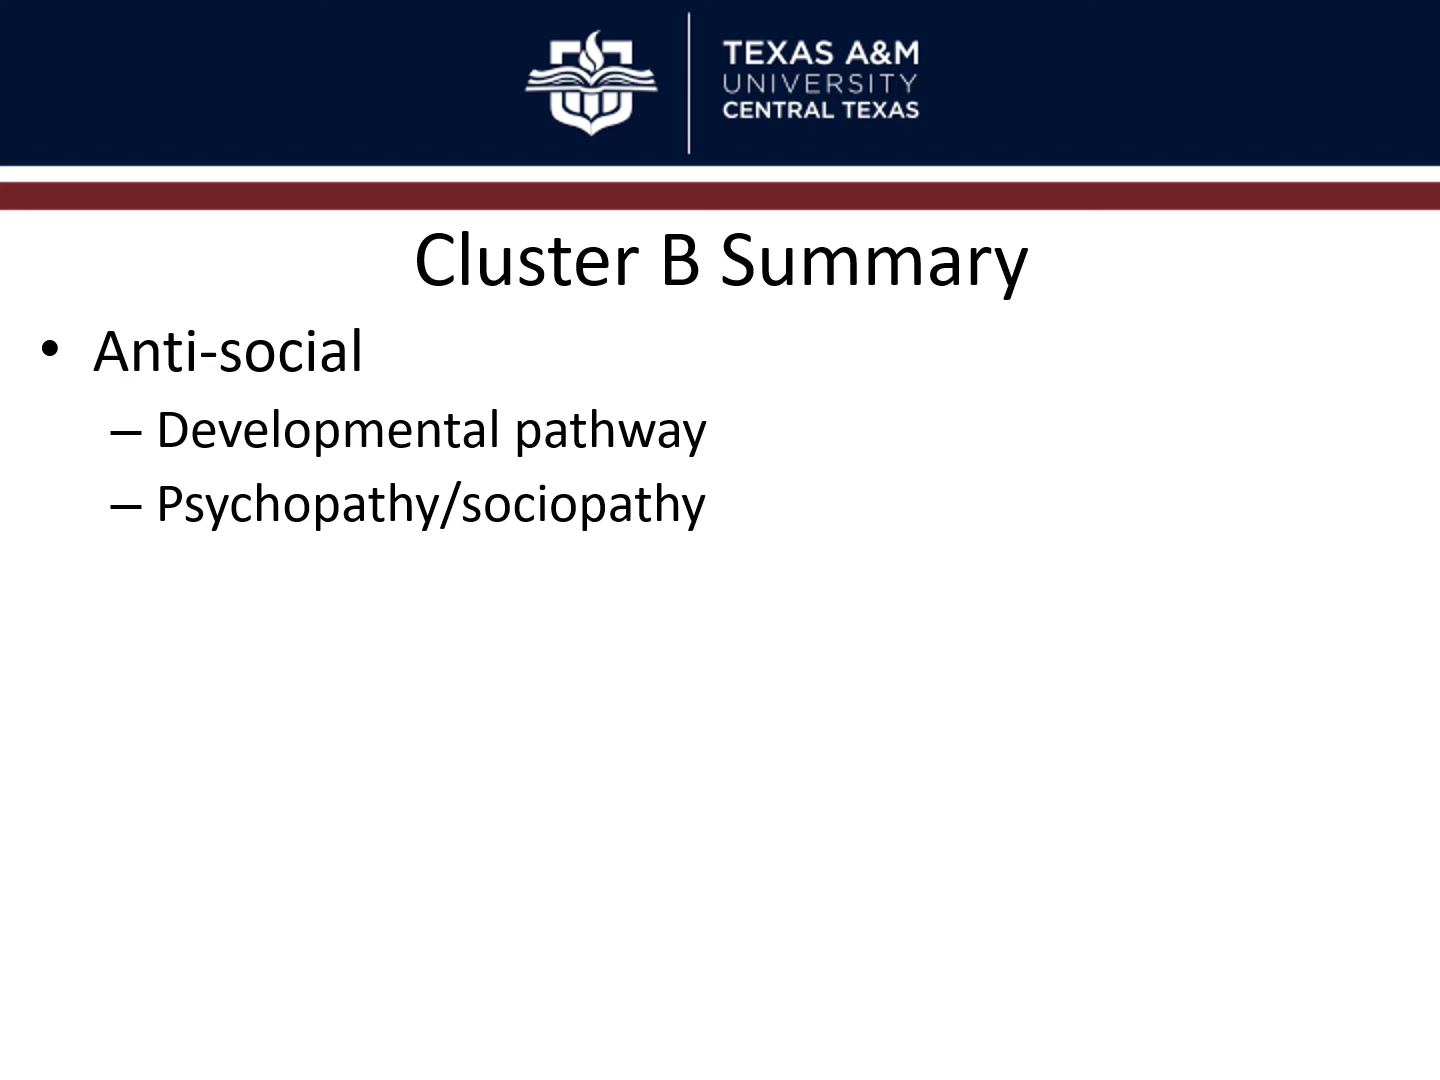 TEXAS A&M
UNIVERSITY
CENTRAL TEXAS
Cluster B Summary
• Anti-social
– Developmental pathway
– Psychopathy/sociopathy